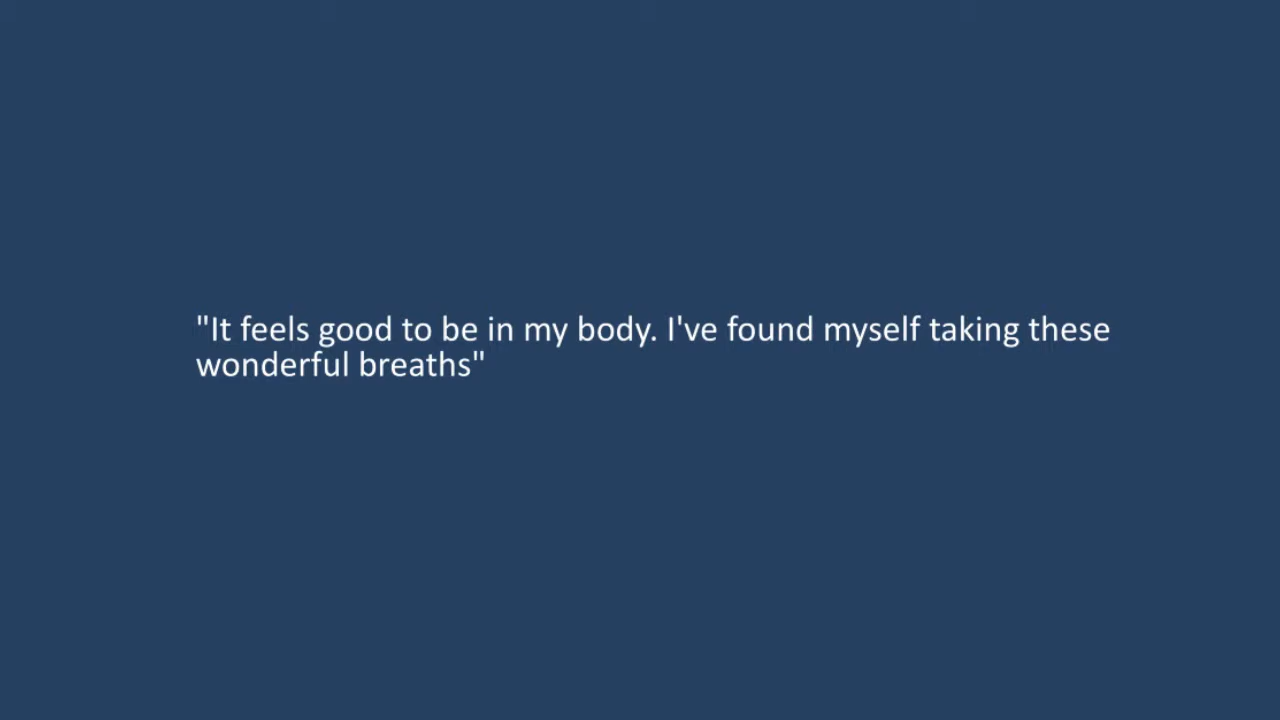 "It feels good to be in my body. I've found myself taking these
wonderful breaths"